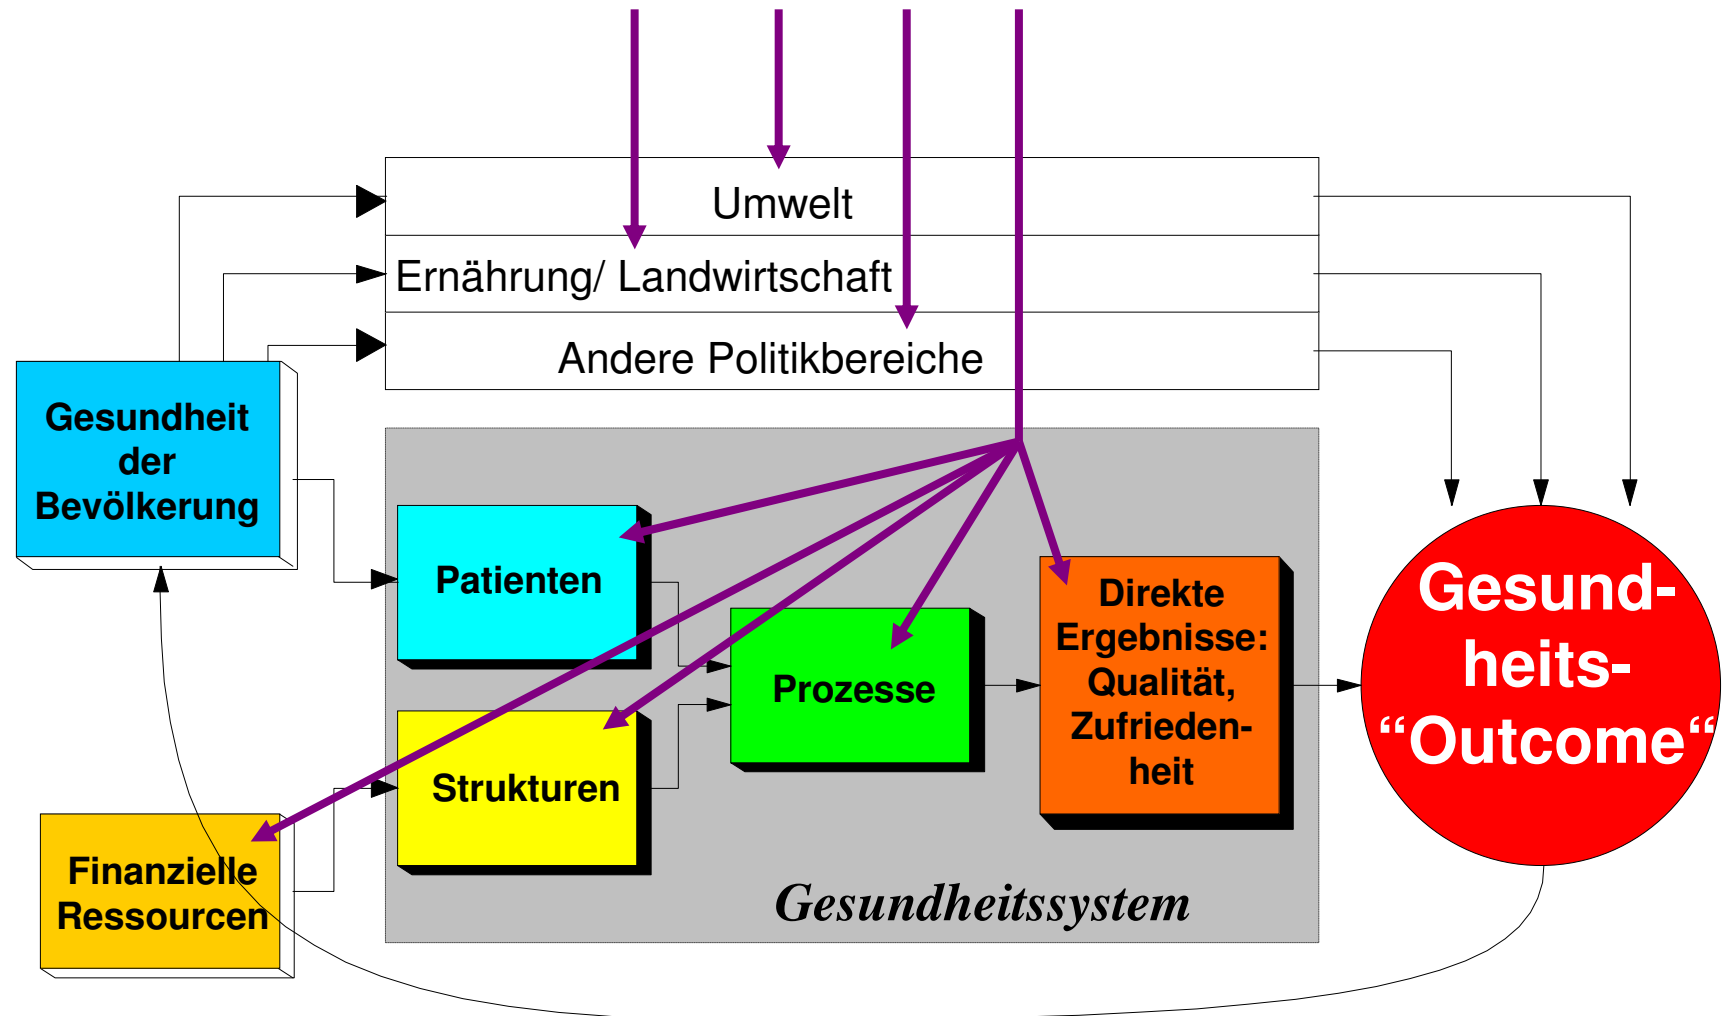 Umwelt
Ernährung/ Landwirtschaft
Andere Politikbereiche
Gesundheit
der
Bevölkerung
Patienten
Strukturen
Prozesse
Direkte
Ergebnisse:
Qualität,
Zufrieden-
heit
Gesund-
heits-
“Outcome“
Finanzielle
Ressourcen
Gesundheitssystem